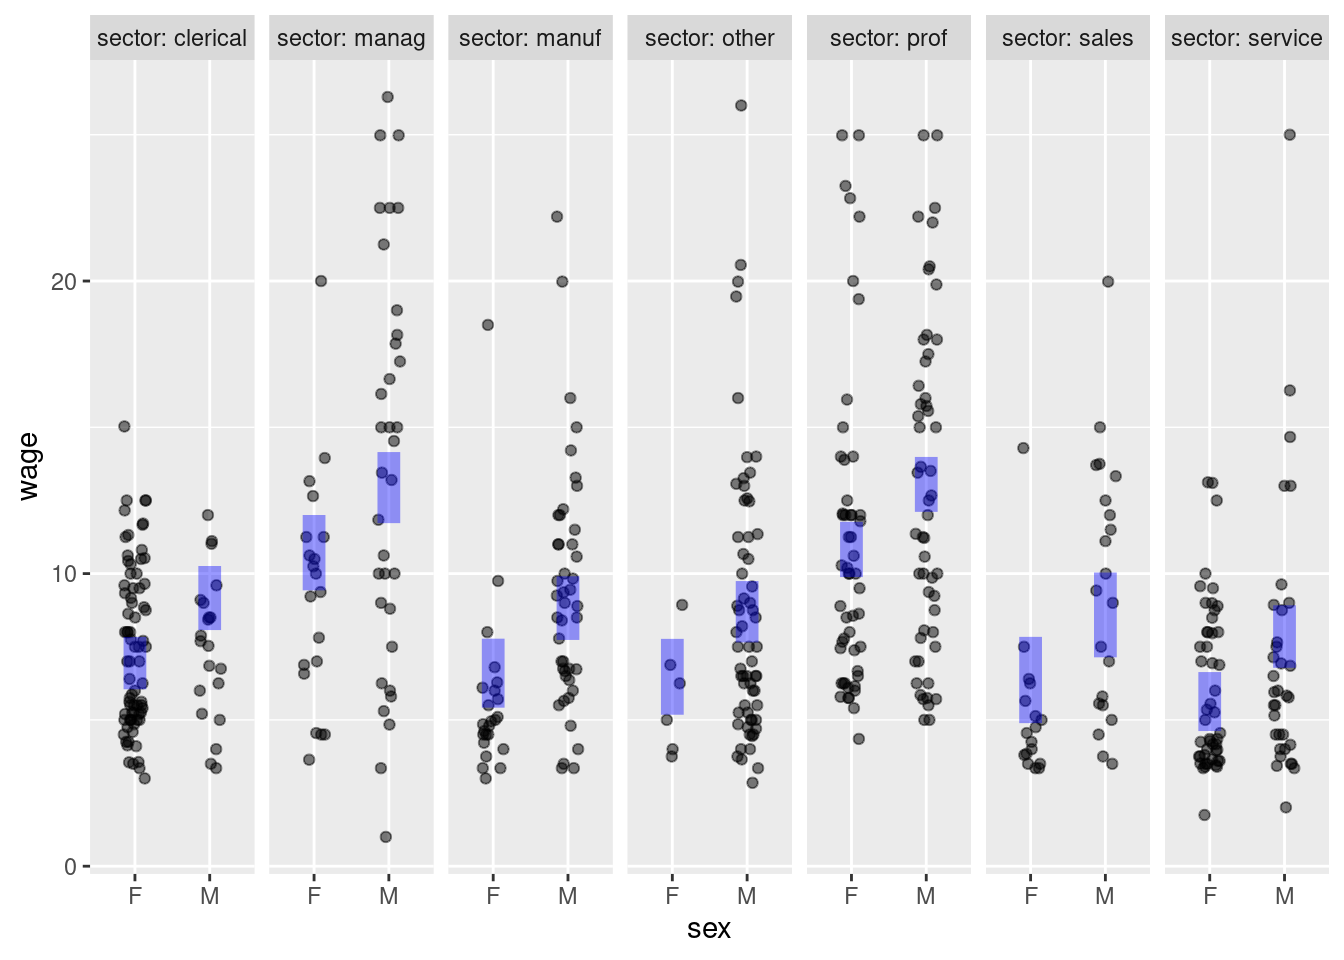 sector: clerical
sector: manag
sector: manuf
sector: other
sector: prof
sector: sales
sector: service
wage
20
10
0
F M F M F M F M F M F M F M
sex